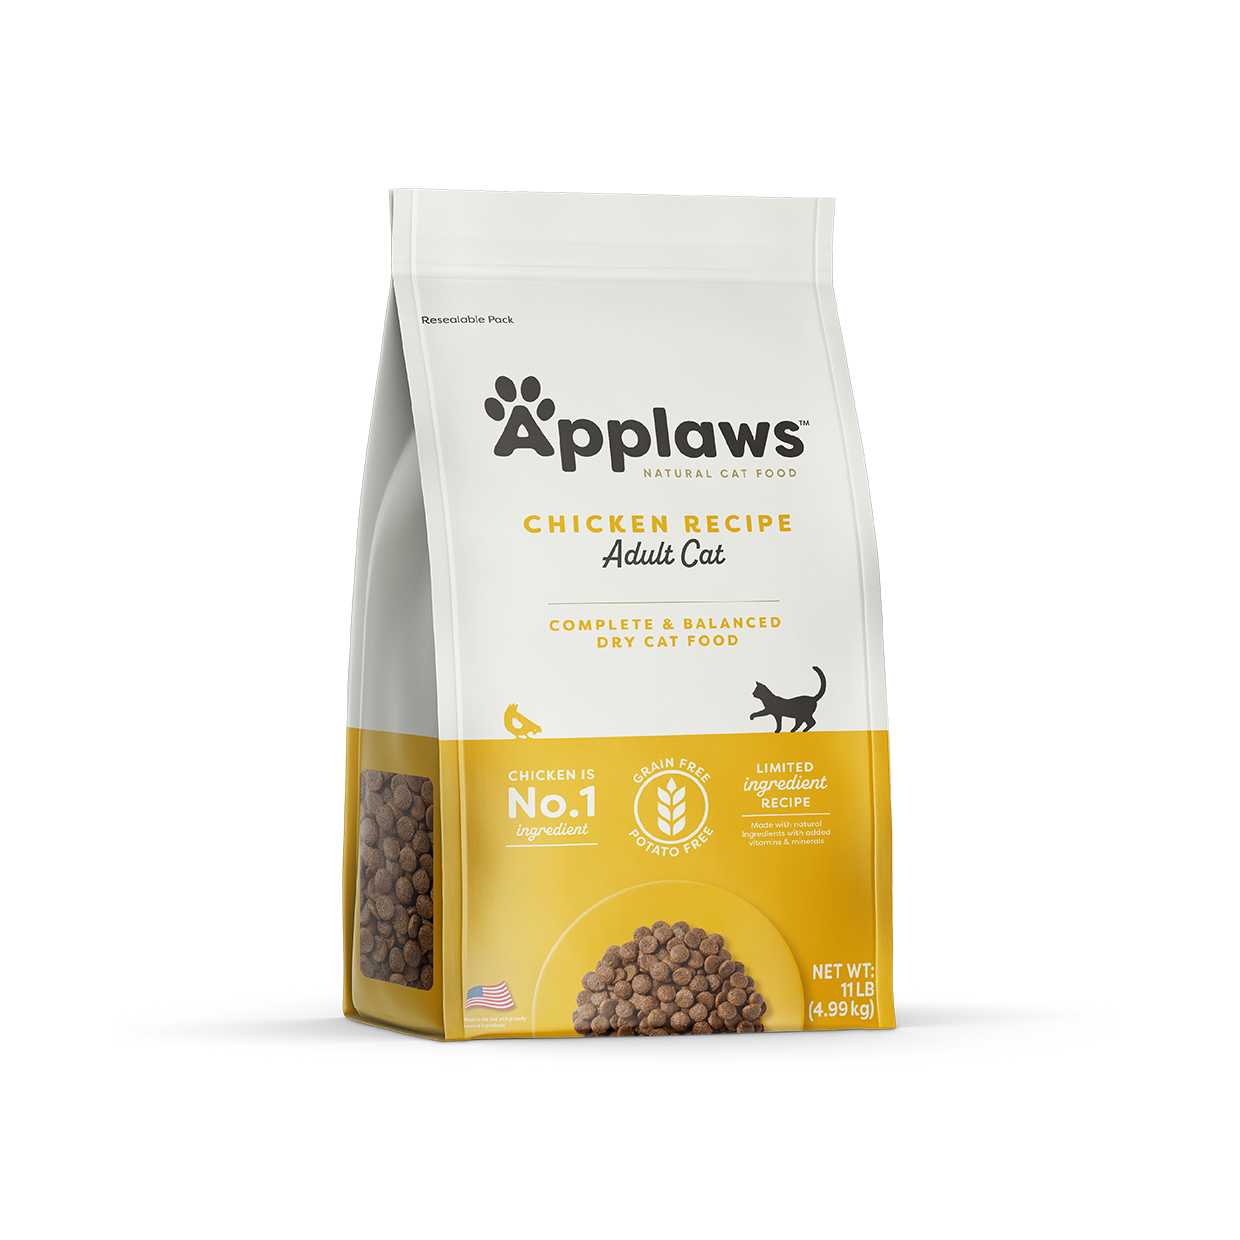 Resealable Pack
Applaws™
NATURAL CAT FOOD
CHICKEN RECIPE
Adult Cat
COMPLETE & BALANCED
DRY CAT FOOD
CHICKEN IS
No.1
ingredient
GRAIN FREE
POTATO FREE
LIMITED
ingredient
RECIPE
Made with natural
ingredients with added
vitamins & minerals
NET WT:
11 LB
(4.99 kg)